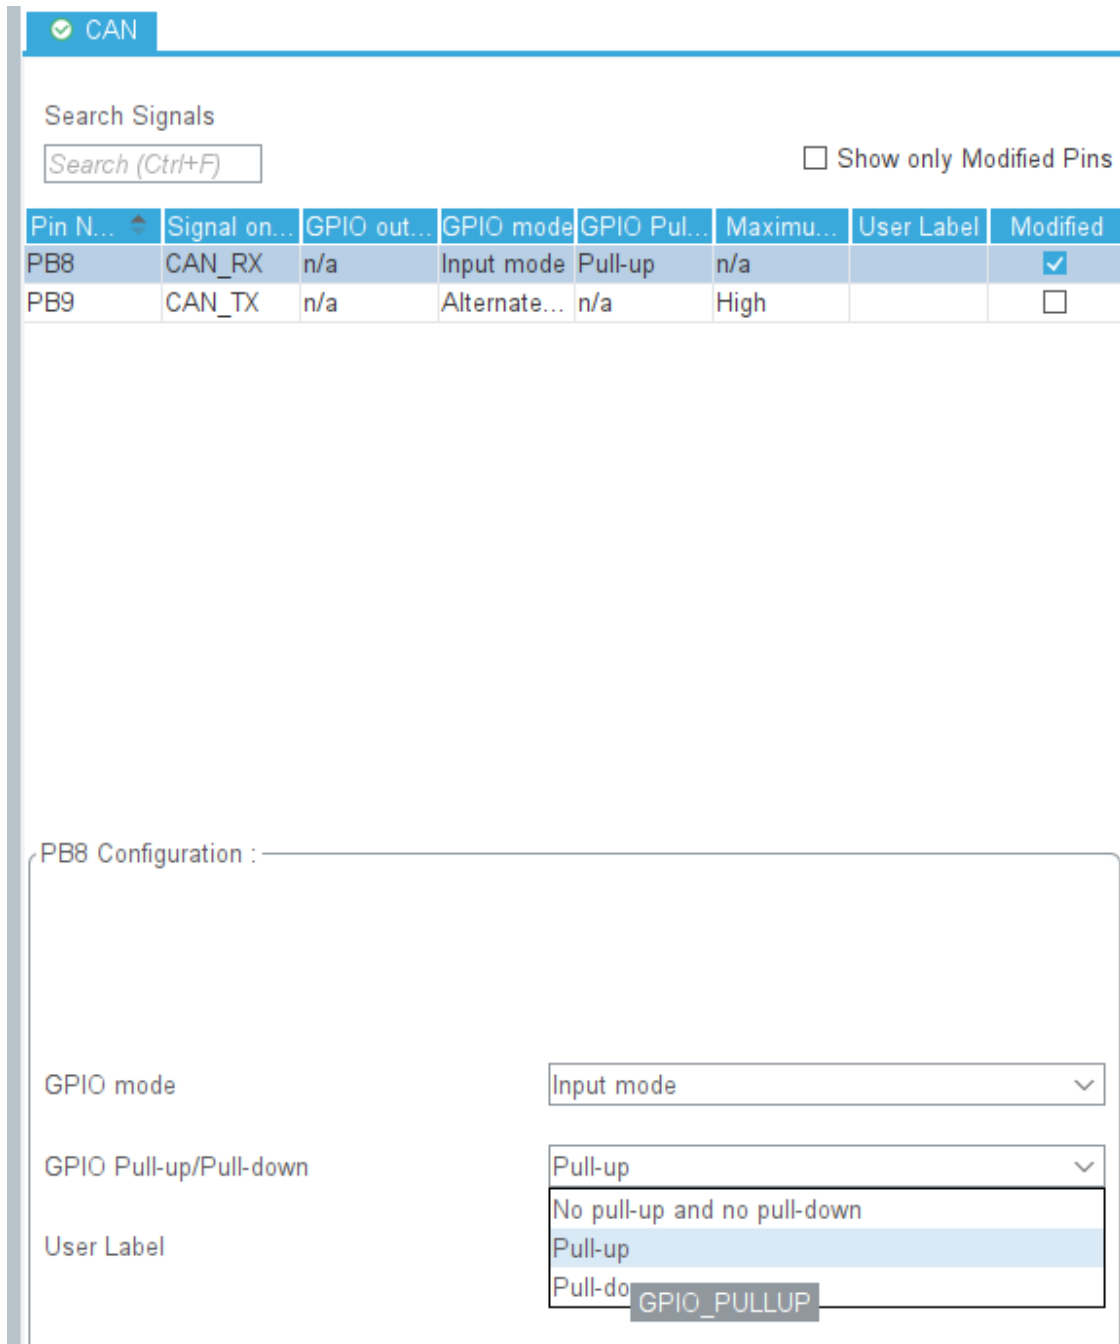 CAN
Search Signals
Search (Ctrl+F)
Show only Modified Pins
Pin N... Signal on... GPIO out... GPIO mode GPIO Pul... Maximu... User Label Modified
PB8 CAN_RX n/a Input mode Pull-up n/a
PB9 CAN_TX n/a Alternate... n/a High
PB8 Configuration :
GPIO mode Input mode
GPIO Pull-up/Pull-down Pull-up
No pull-up and no pull-down
User Label Pull-up
Pull-do
GPIO_PULLUP